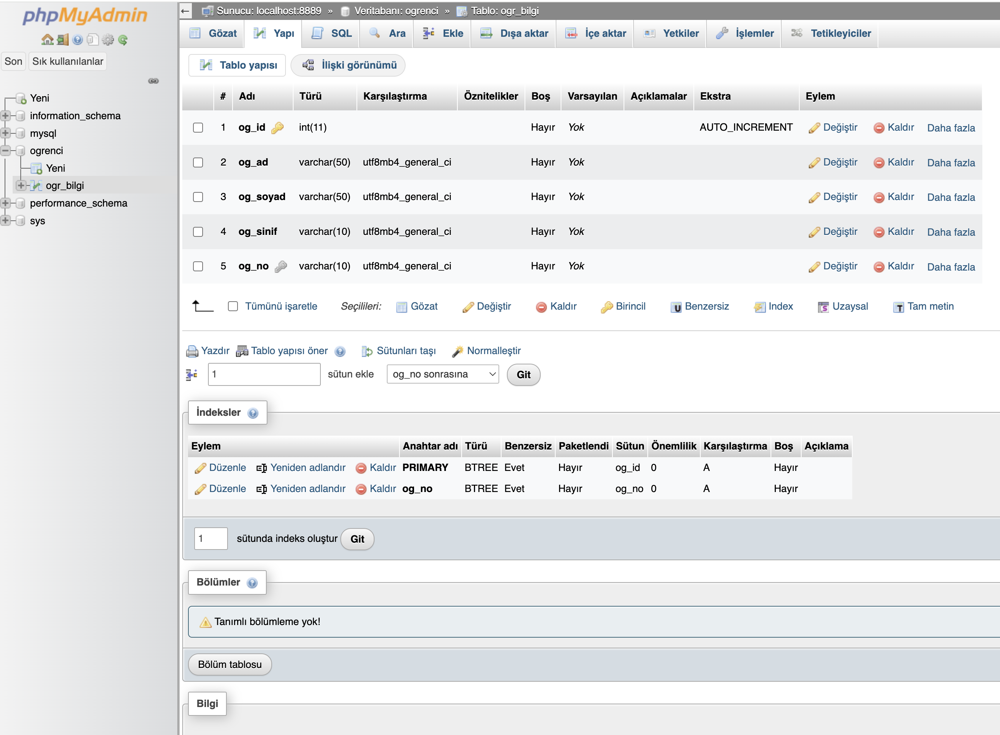 phpMyAdmin
Son Sık kullanılanlar
Yeni
information_schema
mysql
ogrenci
Yeni
ogr_bilgi
performance_schema
sys
Sunucu: localhost:8889 » Veritabanı: ogrenci » Tablo: ogr_bilgi
Gözat Yapı SQL Ara Ekle Dışa aktar İçe aktar Yetkiler İşlemler Tetikleyiciler
Tablo yapısı İlişki görünümü
# Adı Türü Karşılaştırma Öznitelikler Boş Varsayılan Açıklamalar Ekstra Eylem
1 og_id int(11) Hayır Yok AUTO_INCREMENT Değiştir Kaldır Daha fazla
2 og_ad varchar(50) utf8mb4_general_ci Hayır Yok Değiştir Kaldır Daha fazla
3 og_soyad varchar(50) utf8mb4_general_ci Hayır Yok Değiştir Kaldır Daha fazla
4 og_sinif varchar(10) utf8mb4_general_ci Hayır Yok Değiştir Kaldır Daha fazla
5 og_no varchar(10) utf8mb4_general_ci Hayır Yok Değiştir Kaldır Daha fazla
Tümünü işaretle Seçilileri: Gözat Değiştir Kaldır Birincil Benzersiz Index Uzaysal Tam metin
Yazdır Tablo yapısı öner Sütunları taşı Normalleştir
1 sütun ekle og_no sonrasına Git
İndeksler
Eylem Anahtar adı Türü Benzersiz Paketlendi Sütun Önemlilik Karşılaştırma Boş Açıklama
Düzenle Yeniden adlandır Kaldır PRIMARY BTREE Evet Hayır og_id 0 A Hayır
Düzenle Yeniden adlandır Kaldır og_no BTREE Evet Hayır og_no 0 A Hayır
1 sütunda indeks oluştur Git
Bölümler
Tanımlı bölümleme yok!
Bölüm tablosu
Bilgi